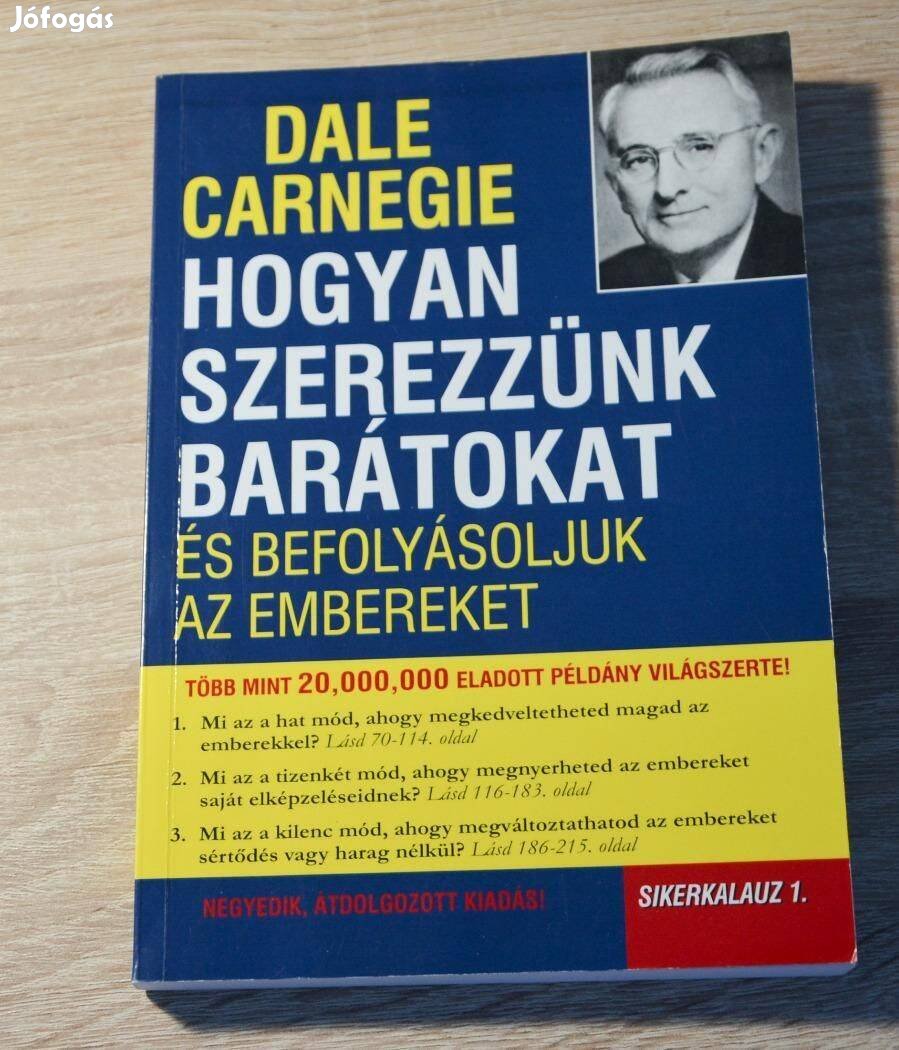 Jófogás
DALE
CARNEGIE
HOGYAN
SZEREZZÜNK
BARÁTOKAT
ÉS BEFOLYÁSOLJUK
AZ EMBEREKET
TÖBB MINT 20,000,000 ELADOTT PÉLDÁNY VILÁGSZERTE!
1. Mi az a hat mód, ahogy megkedveltetheted magad az
emberekkel? Lásd 70-114. oldal
2. Mi az a tizenkét mód, ahogy megnyerheted az embereket
saját elképzeléseidnek? Lásd 116-183. oldal
3. Mi az a kilenc mód, ahogy megváltoztathatod az embereket
sértődés vagy harag nélkül? Lásd 186-215. oldal
NEGYEDIK, ÁTDOLGOZOTT KIADÁS!
SIKERKALAUZ 1.